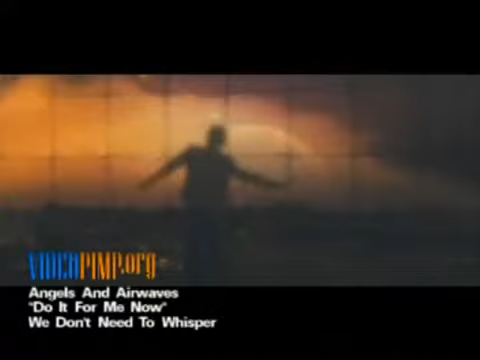 VIDEOPIMP.org
Angels And Airwaves
"Do It For Me Now"
We Don't Need To Whisper